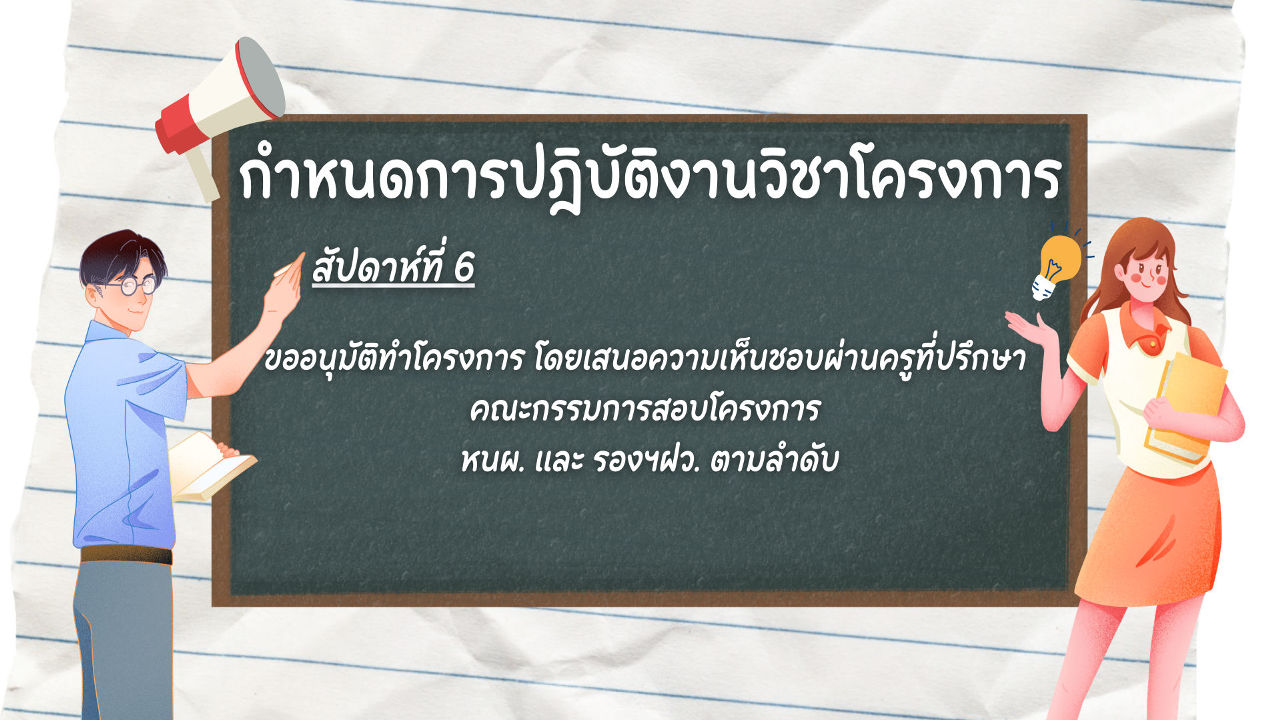 กำหนดการปฏิบัติงานวิชาโครงการ
สัปดาห์ที่ 6
ขออนุมัติทำโครงการ โดยเสนอความเห็นชอบผ่านครูที่ปรึกษา
คณะกรรมการสอบโครงการ
หนผ. และ รองฯฝว. ตามลำดับ